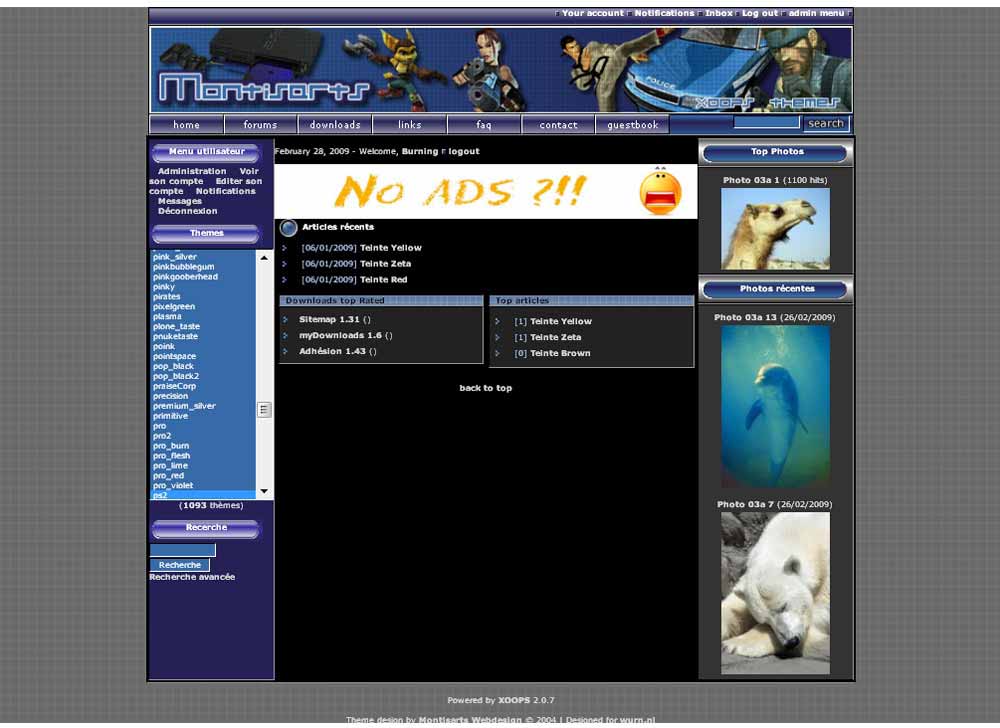 Your account Notifications Inbox Log out admin menu
Montisarts
POLICE
XOOPS THEMES
home forums downloads links faq contact guestbook search
Menu utilisateur
Administration Voir
son compte Editer son
compte Notifications
Messages
Déconnexion
Themes
pink_silver
pinkbubblegum
pinkgooberhead
pinky
pirates
pixelgreen
plasma
plone_taste
pnuketaste
poink
pointspace
pop_black
pop_black2
praiseCorp
precision
premium_silver
primitive
pro
pro2
pro_burn
pro_flesh
pro_lime
pro_red
pro_violet
ps2
(1093 thèmes)
Recerche
Recherche
Recherche avancée
February 28, 2009 - Welcome, Burning logout
No ADS ?!!
Articles récents
[06/01/2009] Teinte Yellow
[06/01/2009] Teinte Zeta
[06/01/2009] Teinte Red
Downloads top Rated
Sitemap 1.31 ()
myDownloads 1.6 ()
Adhésion 1.43 ()
Top articles
[1] Teinte Yellow
[1] Teinte Zeta
[0] Teinte Brown
back to top
Top Photos
Photo 03a 1 (1100 hits)
Photos récentes
Photo 03a 13 (26/02/2009)
Photo 03a 7 (26/02/2009)
Powered by XOOPS 2.0.7
Theme design by Montisarts Webdesign © 2004 | Designed for wurn.nl